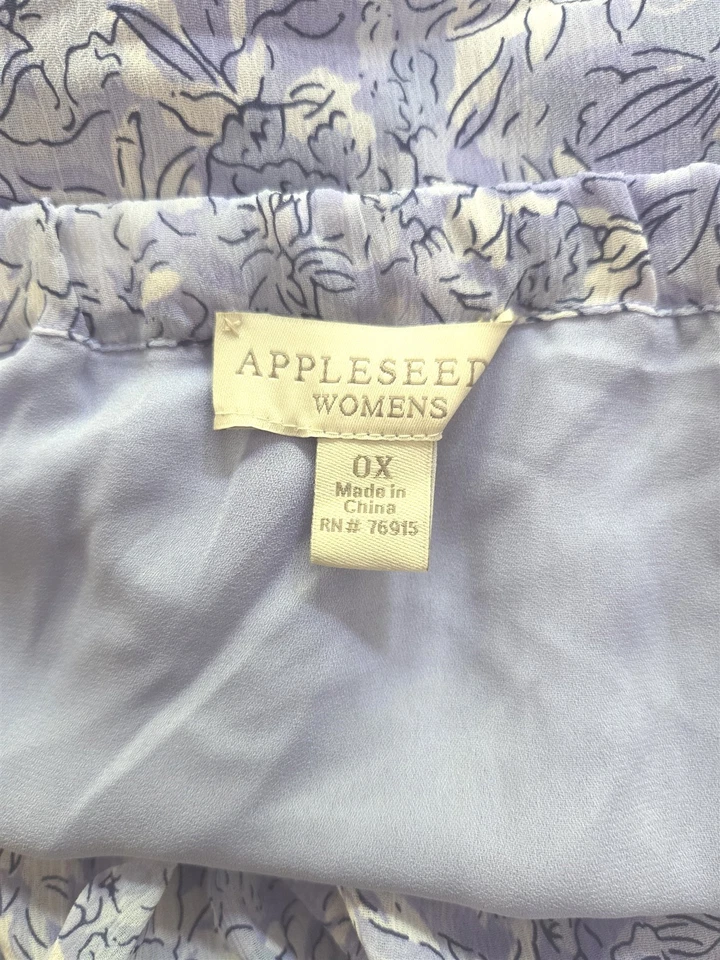 APPLESEED
WOMENS
0X
Made in
China
RN# 76915